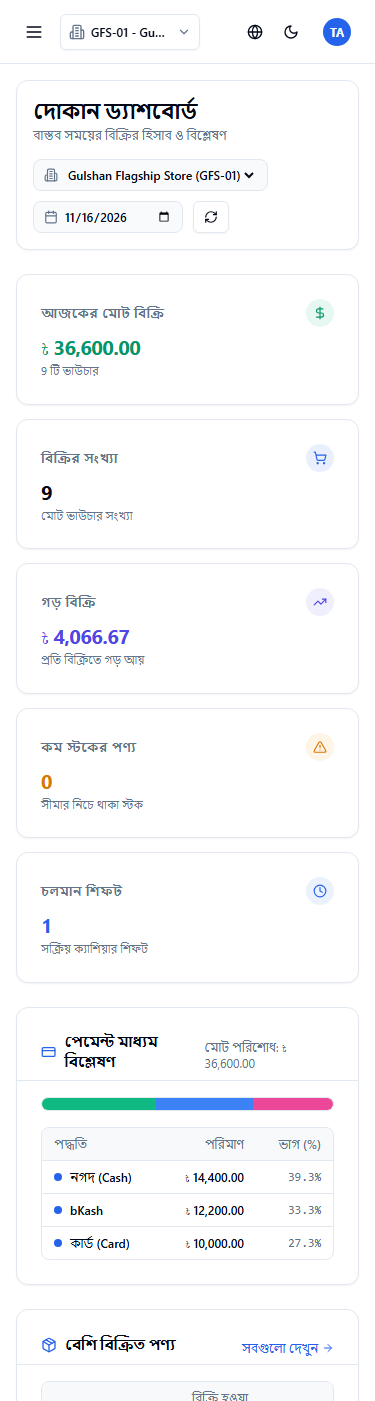 GFS-01 - Gu...
TA
দোকান ড্যাশবোর্ড
বাস্তব সময়ের বিক্রির হিসাব ও বিশ্লেষণ
Gulshan Flagship Store (GFS-01)
11/16/2026
আজকের মোট বিক্রি
৳ 36,600.00
9 টি ভাউচার
বিক্রির সংখ্যা
9
মোট ভাউচার সংখ্যা
গড় বিক্রি
৳ 4,066.67
প্রতি বিক্রিতে গড় আয়
কম স্টকের পণ্য
0
সীমার নিচে থাকা স্টক
চলমান শিফট
1
সক্রিয় ক্যাশিয়ার শিফট
পেমেন্ট মাধ্যম
বিশ্লেষণ
মোট পরিশোধ: ৳
36,600.00
পদ্ধতি পরিমাণ ভাগ (%)
নগদ (Cash) ৳ 14,400.00 39.3%
bKash ৳ 12,200.00 33.3%
কার্ড (Card) ৳ 10,000.00 27.3%
বেশি বিক্রিত পণ্য
সবগুলো দেখুন →
বিক্রি হওয়া